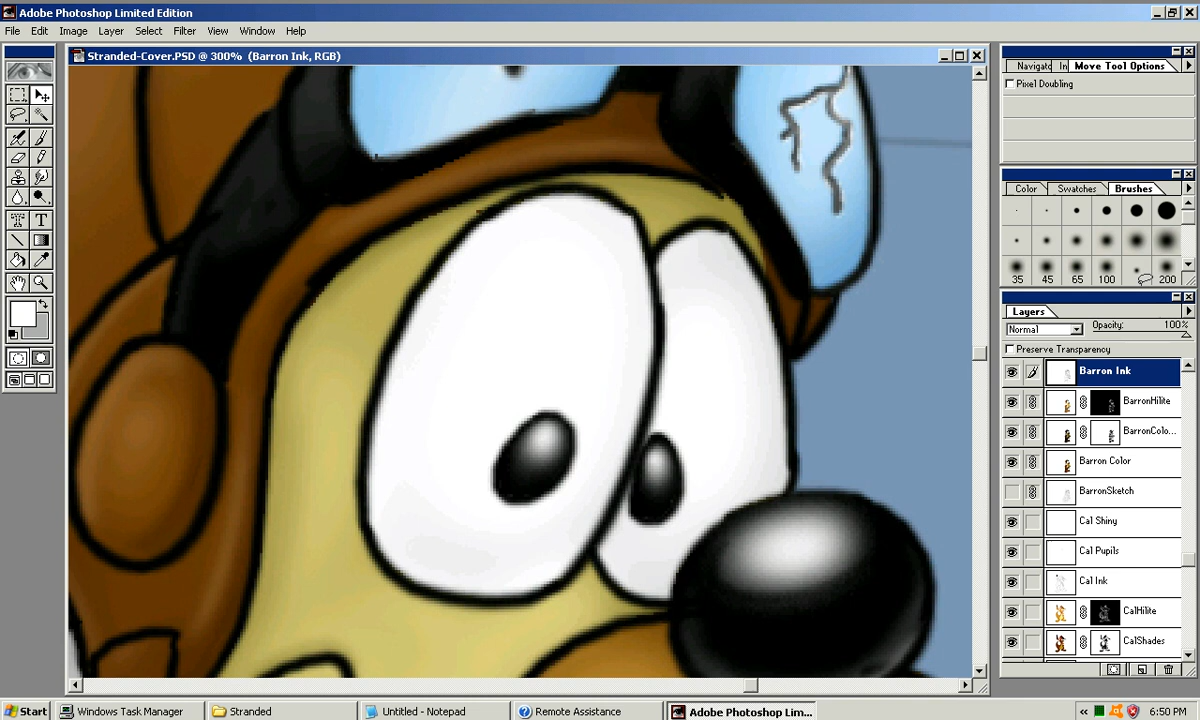 Adobe Photoshop Limited Edition
File Edit Image Layer Select Filter View Window Help
Stranded-Cover.PSD @ 300% (Barron Ink, RGB)
Navigato In Move Tool Options
Pixel Doubling
Color Swatches Brushes
35 45 65 100 200
Layers
Normal Opacity: 100%
Preserve Transparency
Barron Ink
BarronHilite
BarronColo...
Barron Color
BarronSketch
Cal Shiny
Cal Pupils
Cal Ink
CalHilite
CalShades
Start Windows Task Manager Stranded Untitled - Notepad Remote Assistance Adobe Photoshop Lim... 6:50 PM